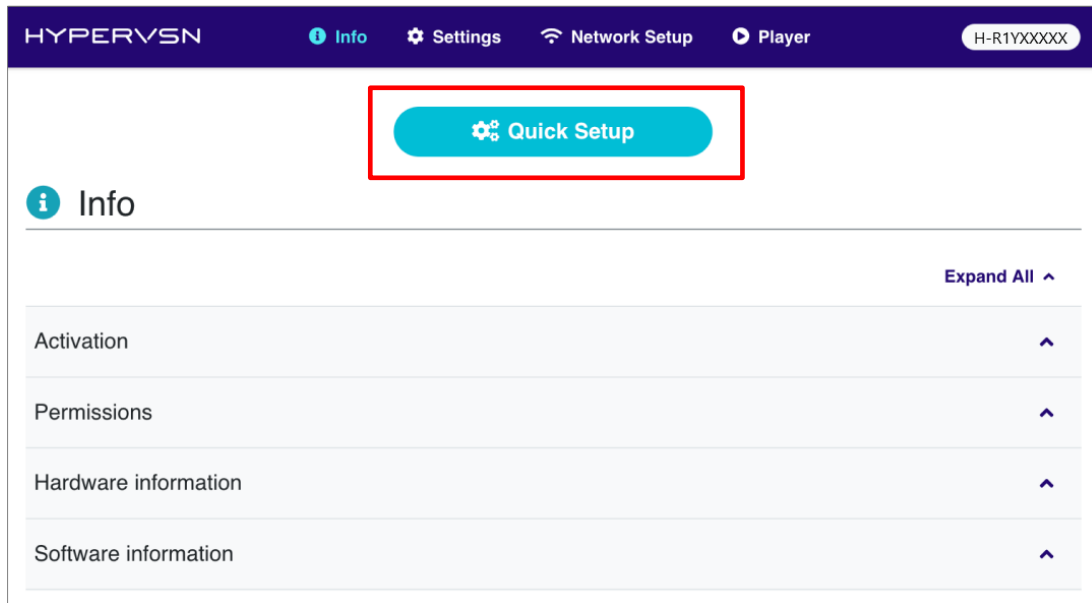 HYPERVSN Info Settings Network Setup Player H-R1YXXXXX
Quick Setup
Info
Expand All
Activation
Permissions
Hardware information
Software information